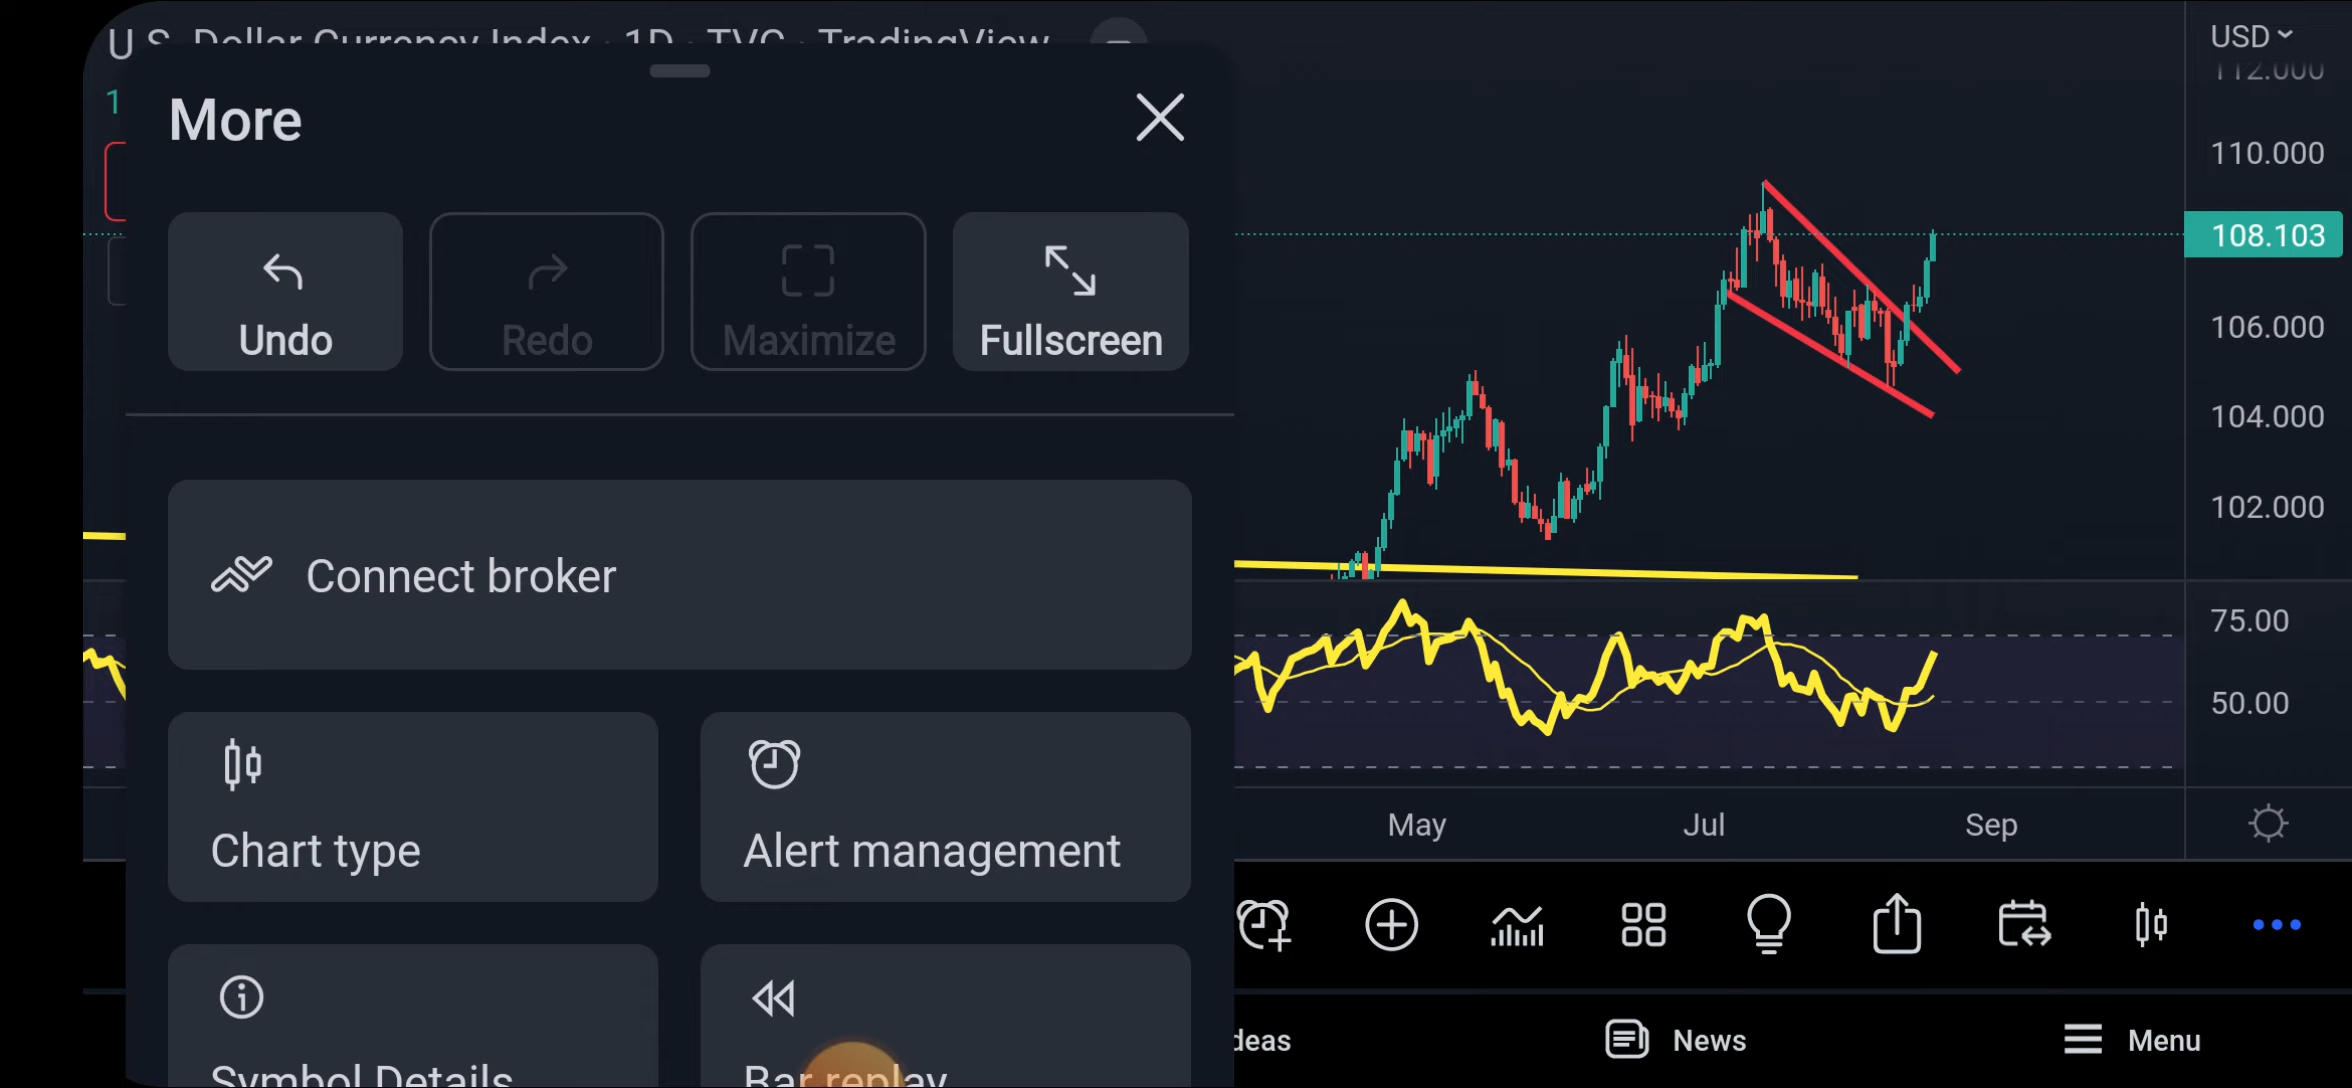 U.S. Dollar Currency Index · 1D · TVC · TradingView
USD
112.000
1
More
110.000
108.103
Undo
Redo
Maximize
Fullscreen
106.000
104.000
102.000
Connect broker
75.00
50.00
Chart type
Alert management
May
Jul
Sep
Symbol Details
Bar replay
deas
News
Menu